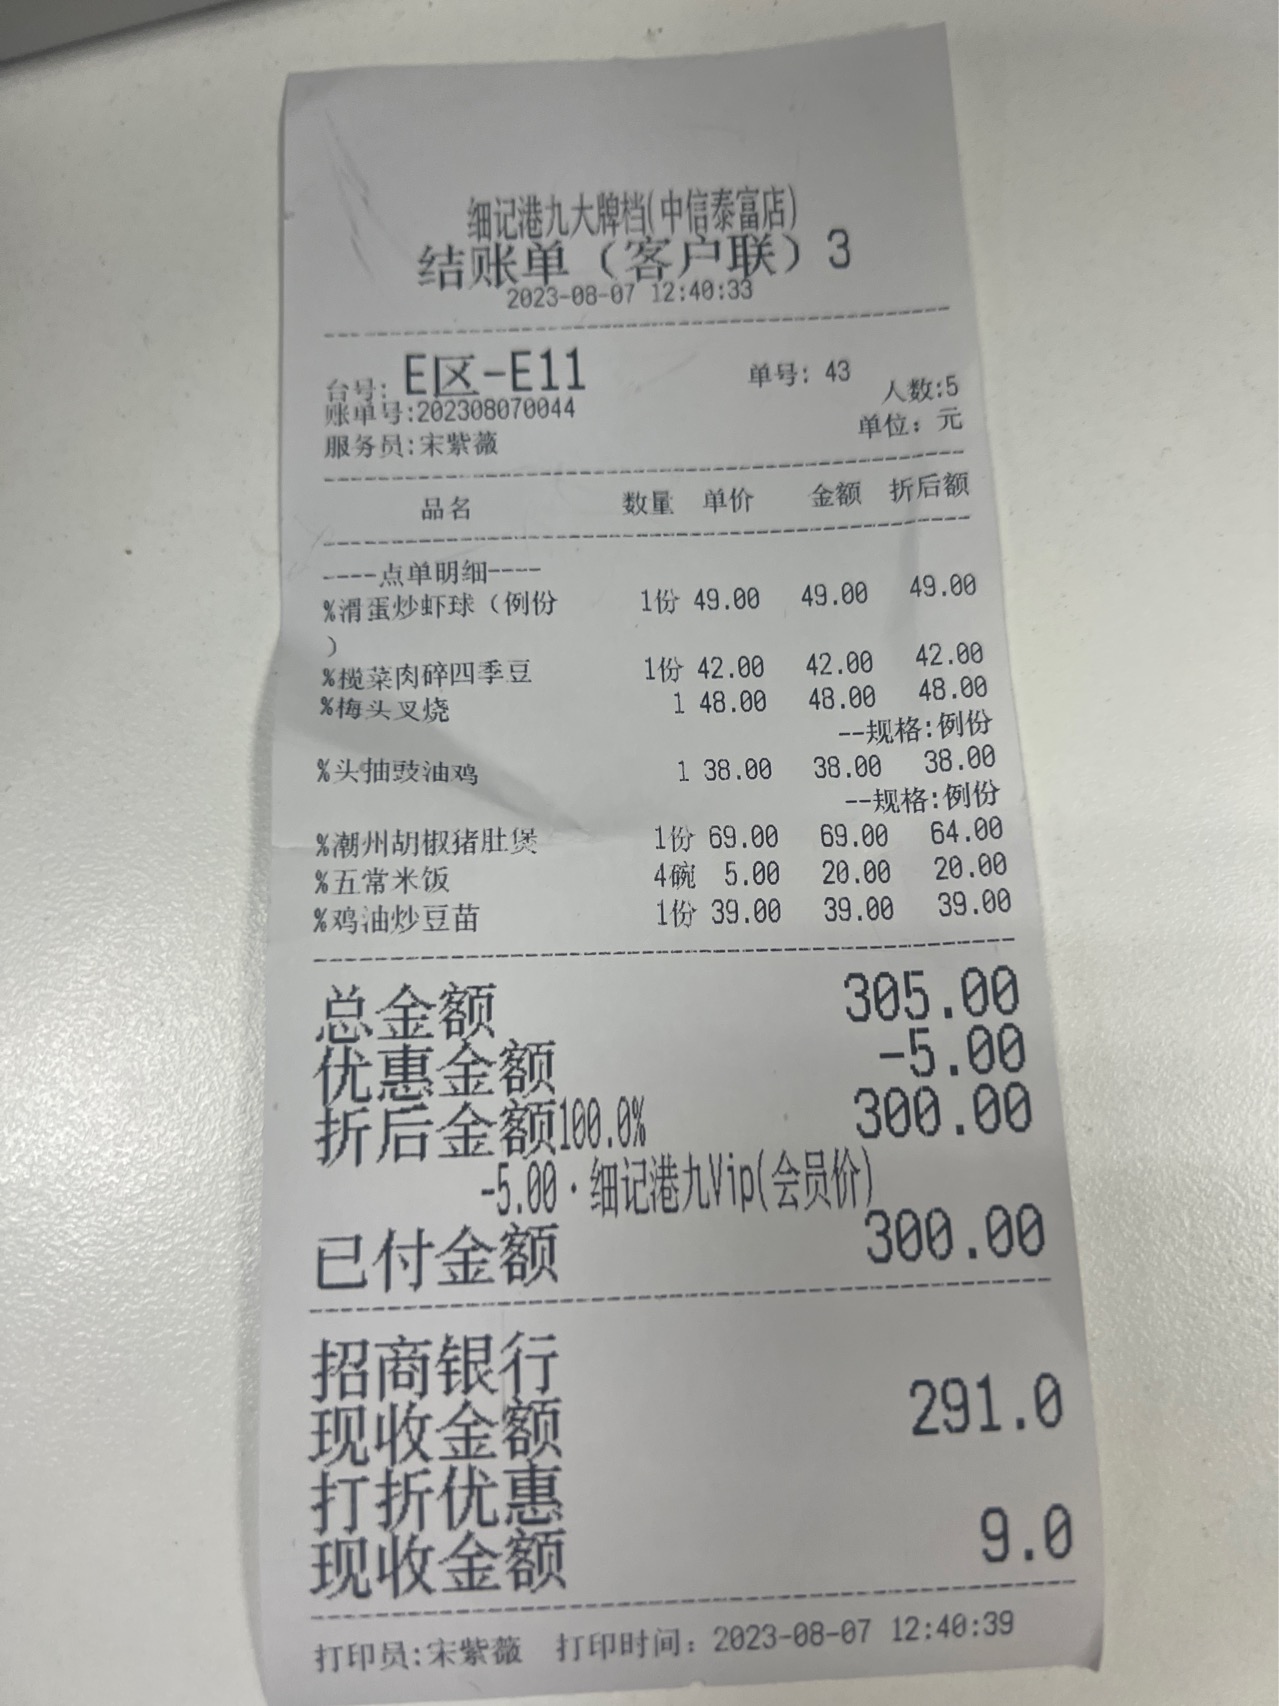 细记港九大牌档(中信泰富店)
结账单（客户联）3
2023-08-07 12:40:33
台号: E区-E11 单号: 43
账单号:202308070044 人数:5
服务员:宋紫薇 单位: 元
品名 数量 单价 金额 折后额
----点单明细----
%滑蛋炒虾球（例份 1份 49.00 49.00 49.00
）
%榄菜肉碎四季豆 1份 42.00 42.00 42.00
%梅头叉烧 1 48.00 48.00 48.00
--规格:例份
%头抽豉油鸡 1 38.00 38.00 38.00
--规格:例份
%潮州胡椒猪肚煲 1份 69.00 69.00 64.00
%五常米饭 4碗 5.00 20.00 20.00
%鸡油炒豆苗 1份 39.00 39.00 39.00
总金额 305.00
优惠金额 -5.00
折后金额100.0% 300.00
-5.00·细记港九Vip(会员价)
已付金额 300.00
招商银行
现收金额 291.0
打折优惠
现收金额 9.0
打印员:宋紫薇 打印时间: 2023-08-07 12:40:39